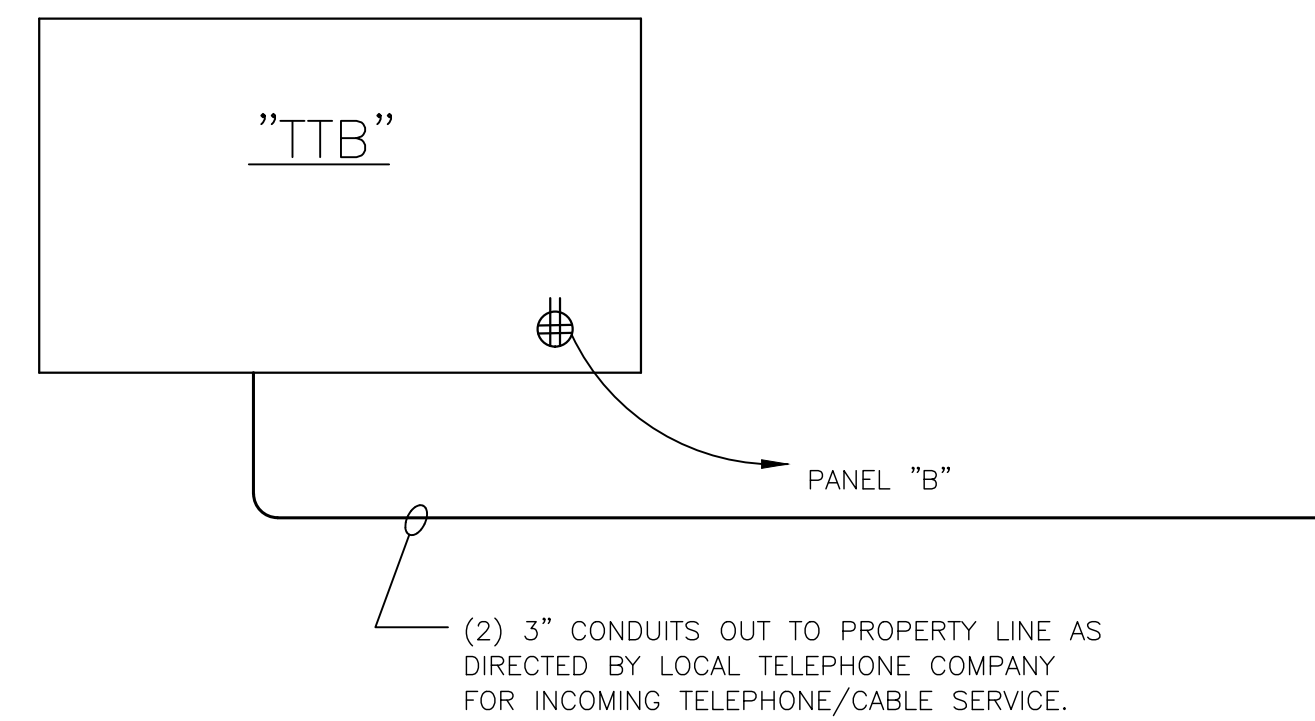 "TTB"
PANEL "B"
(2) 3" CONDUITS OUT TO PROPERTY LINE AS
DIRECTED BY LOCAL TELEPHONE COMPANY
FOR INCOMING TELEPHONE/CABLE SERVICE.